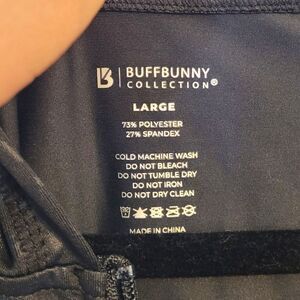 BUFFBUNNY
COLLECTION®
LARGE
73% POLYESTER
27% SPANDEX
COLD MACHINE WASH
DO NOT BLEACH
DO NOT TUMBLE DRY
DO NOT IRON
DO NOT DRY CLEAN
MADE IN CHINA